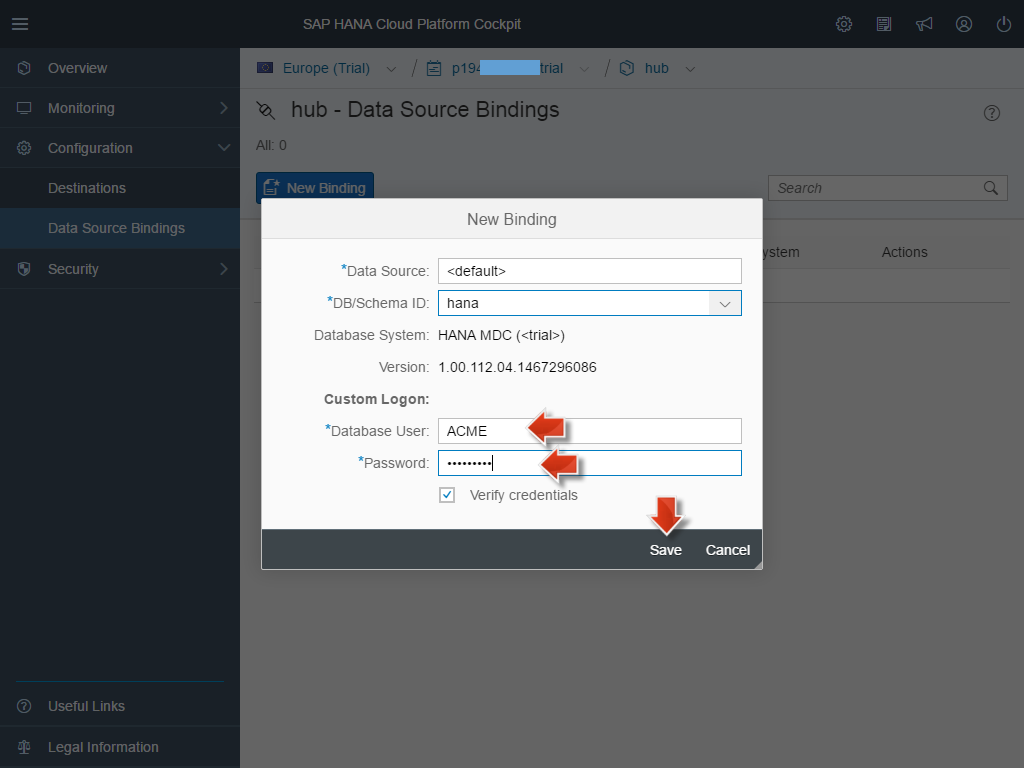 SAP HANA Cloud Platform Cockpit
Overview
Monitoring
Configuration
Destinations
Data Source Bindings
Security
Useful Links
Legal Information
Europe (Trial) / p194 trial / hub
hub - Data Source Bindings
All: 0
New Binding
Search
ystem Actions
New Binding
*Data Source: <default>
*DB/Schema ID: hana
Database System: HANA MDC (<trial>)
Version: 1.00.112.04.1467296086
Custom Logon:
*Database User: ACME
*Password: •••••••••
Verify credentials
Save Cancel